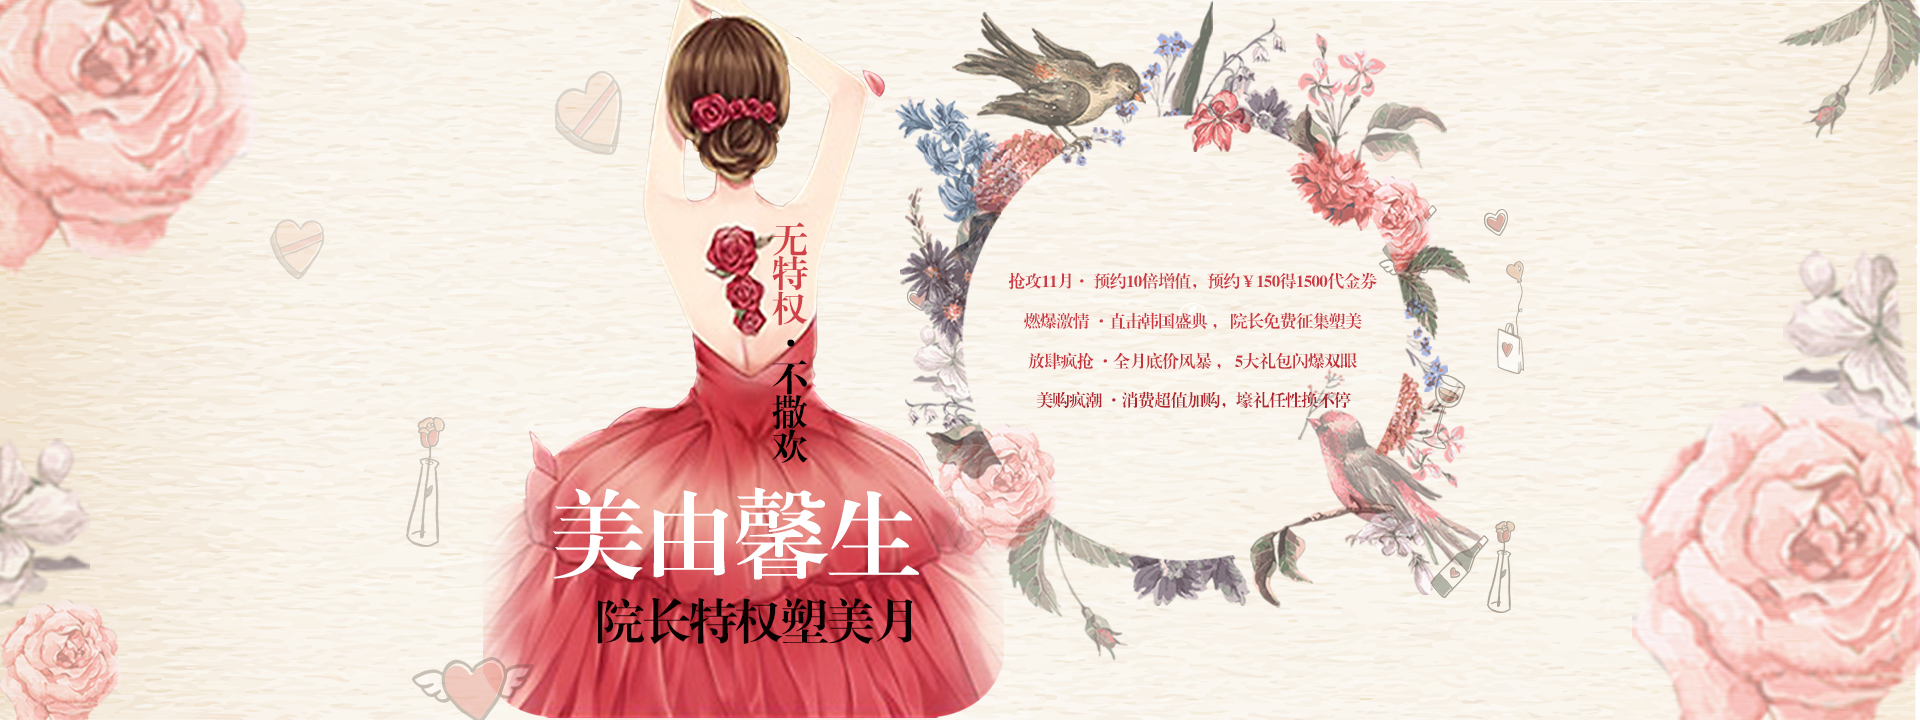 无特权·不撒欢
美由馨生
院长特权塑美月
抢攻11月· 预约10倍增值，预约￥150得1500代金券
燃爆激情 ·直击韩国盛典， 院长免费征集塑美
放肆疯抢 ·全月底价风暴， 5大礼包闪爆双眼
美购疯潮 ·消费超值加购，壕礼任性换不停